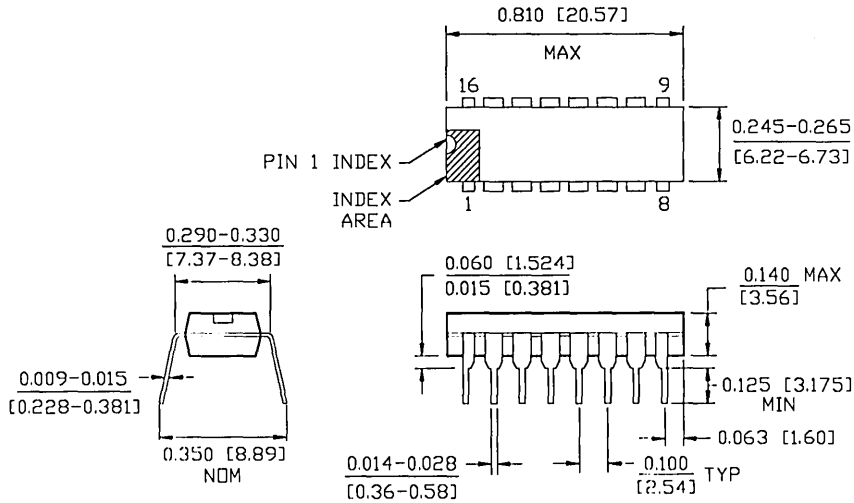 0.810 [20.57]
MAX
16 9
0.245-0.265
[6.22-6.73]
PIN 1 INDEX
INDEX
AREA
1 8
0.290-0.330
[7.37-8.38]
0.060 [1.524]
0.015 [0.381]
0.140 MAX
[3.56]
0.009-0.015
[0.228-0.381]
0.125 [3.175]
MIN
0.350 [8.89]
NOM
0.063 [1.60]
0.014-0.028
[0.36-0.58]
0.100 TYP
[2.54]